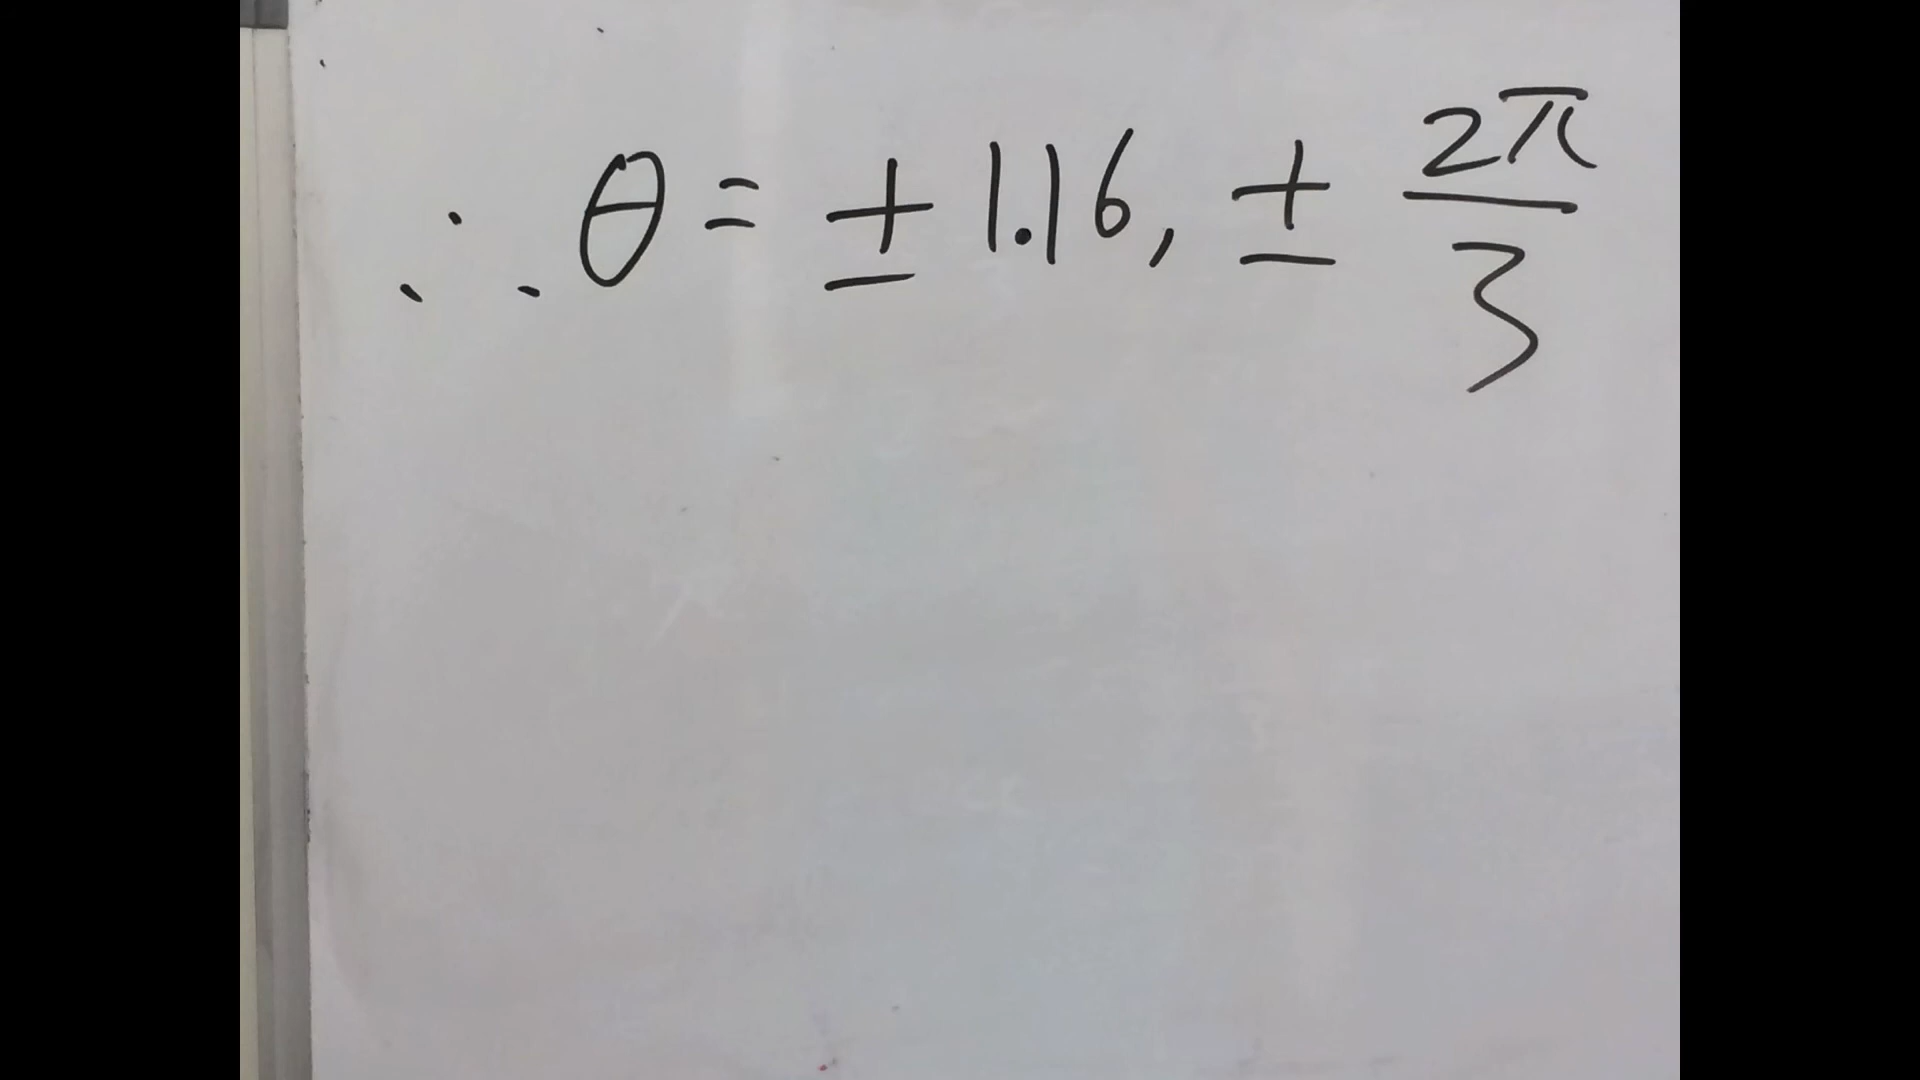 ∴ θ = ± 1.16, ± 2π/3